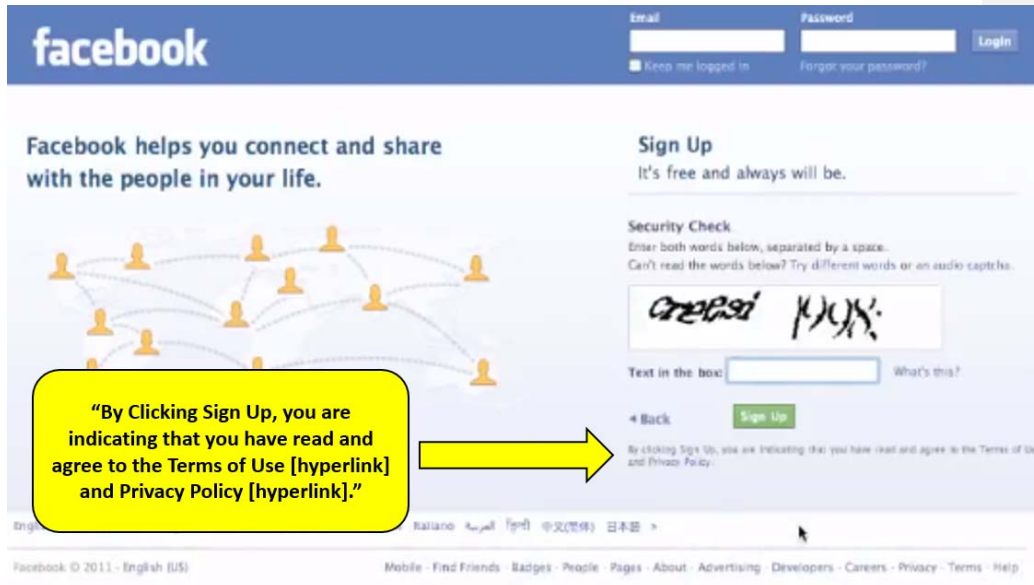 Email Password
facebook
Login
Keep me logged in Forgot your password?
Facebook helps you connect and share
with the people in your life.
Sign Up
It's free and always will be.
Security Check
Enter both words below, separated by a space.
Can't read the words below? Try different words or an audio captcha.
Text in the box: What's this?
Back Sign Up
By clicking Sign Up, you are indicating that you have read and agree to the Terms of Us
and Privacy Policy.
“By Clicking Sign Up, you are
indicating that you have read and
agree to the Terms of Use [hyperlink]
and Privacy Policy [hyperlink].”
Italiano العربية हिन्दी 中文(简体) 日本語 »
Facebook © 2011 · English (US) Mobile · Find Friends · Badges · People · Pages · About · Advertising · Developers · Careers · Privacy · Terms · Help